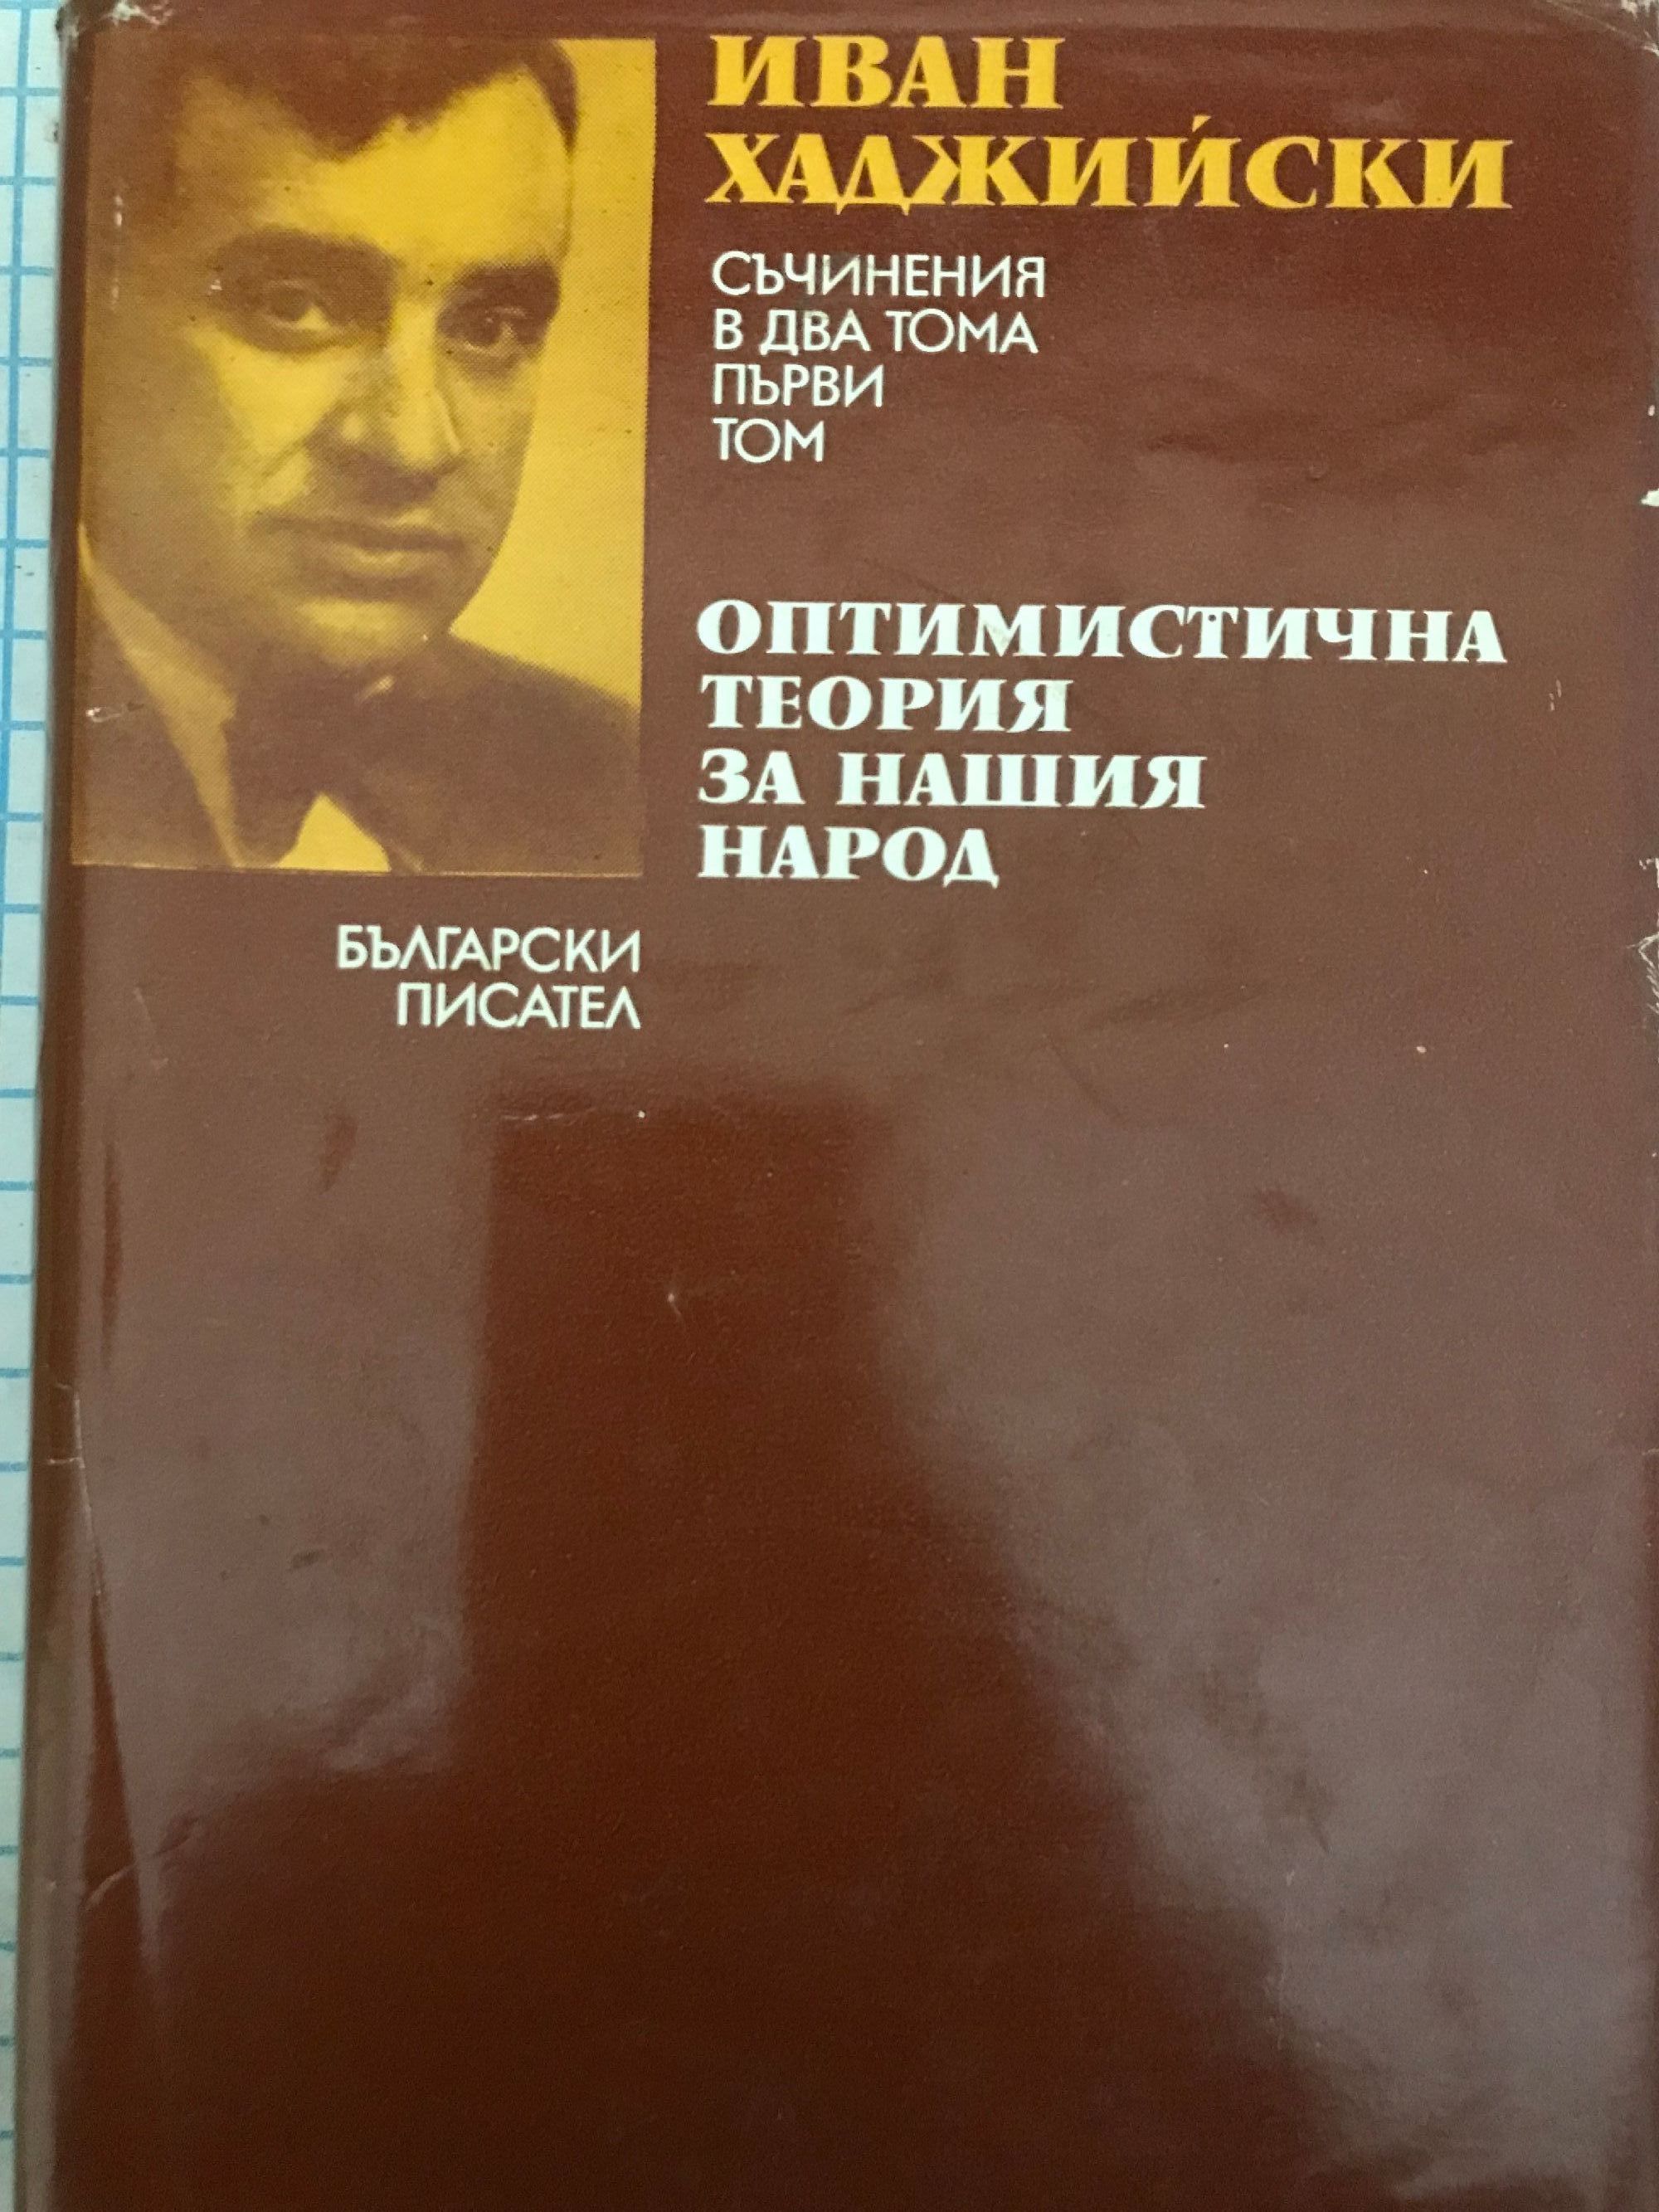 ИВАН
ХАДЖИЙСКИ
СЪЧИНЕНИЯ
В ДВА ТОМА
ПЪРВИ
ТОМ
ОПТИМИСТИЧНА
ТЕОРИЯ
ЗА НАШИЯ
НАРОД
БЪЛГАРСКИ
ПИСАТЕЛ